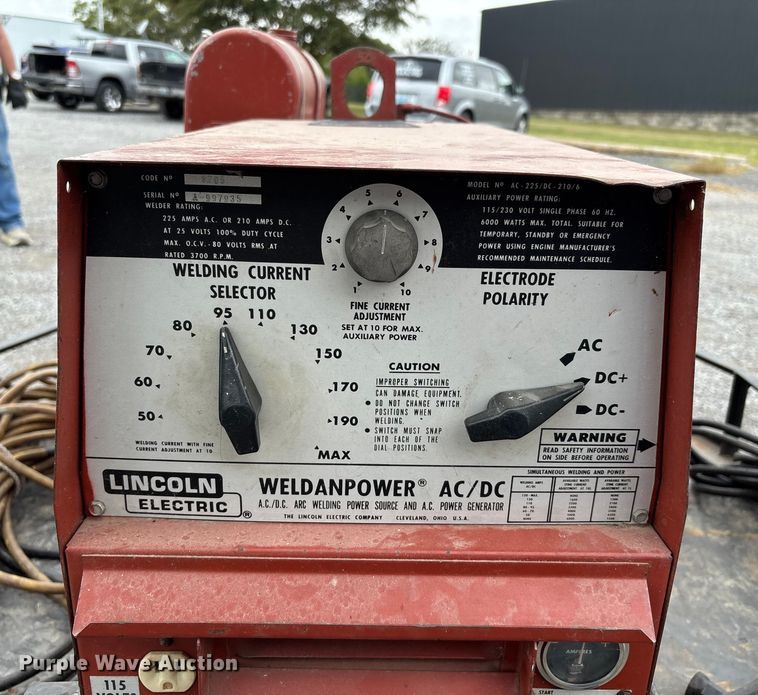 CODE Nº 8705
SERIAL Nº A-997935
WELDER RATING:
225 AMPS A.C. OR 210 AMPS D.C.
AT 25 VOLTS 100% DUTY CYCLE
MAX. O.C.V.- 80 VOLTS RMS AT
RATED 3700 R.P.M.
MODEL Nº AC-225/DC-210/6
AUXILIARY POWER RATING:
115/230 VOLT SINGLE PHASE 60 HZ.
6000 WATTS MAX. TOTAL. SUITABLE FOR
TEMPORARY, STANDBY OR EMERGENCY
POWER USING ENGINE MANUFACTURER'S
RECOMMENDED MAINTENANCE SCHEDULE.
1 2 3 4 5 6 7 8 9 10
FINE CURRENT
ADJUSTMENT
SET AT 10 FOR MAX.
AUXILIARY POWER
WELDING CURRENT
SELECTOR
50
60
70
80
95
110
130
150
170
190
MAX
WELDING CURRENT WITH FINE
CURRENT ADJUSTMENT AT 10
CAUTION
IMPROPER SWITCHING
CAN DAMAGE EQUIPMENT.
• DO NOT CHANGE SWITCH
POSITIONS WHEN
WELDING.
• SWITCH MUST SNAP
INTO EACH OF THE
DIAL POSITIONS.
ELECTRODE
POLARITY
AC
DC+
DC-
WARNING
READ SAFETY INFORMATION
ON SIDE BEFORE OPERATING
LINCOLN
ELECTRIC ®
WELDANPOWER® AC/DC
A.C./D.C. ARC WELDING POWER SOURCE AND A.C. POWER GENERATOR
THE LINCOLN ELECTRIC COMPANY CLEVELAND, OHIO U.S.A.
SIMULTANEOUS WELDING AND POWER
115
VOLTS
AMPERES
START
Purple Wave Auction